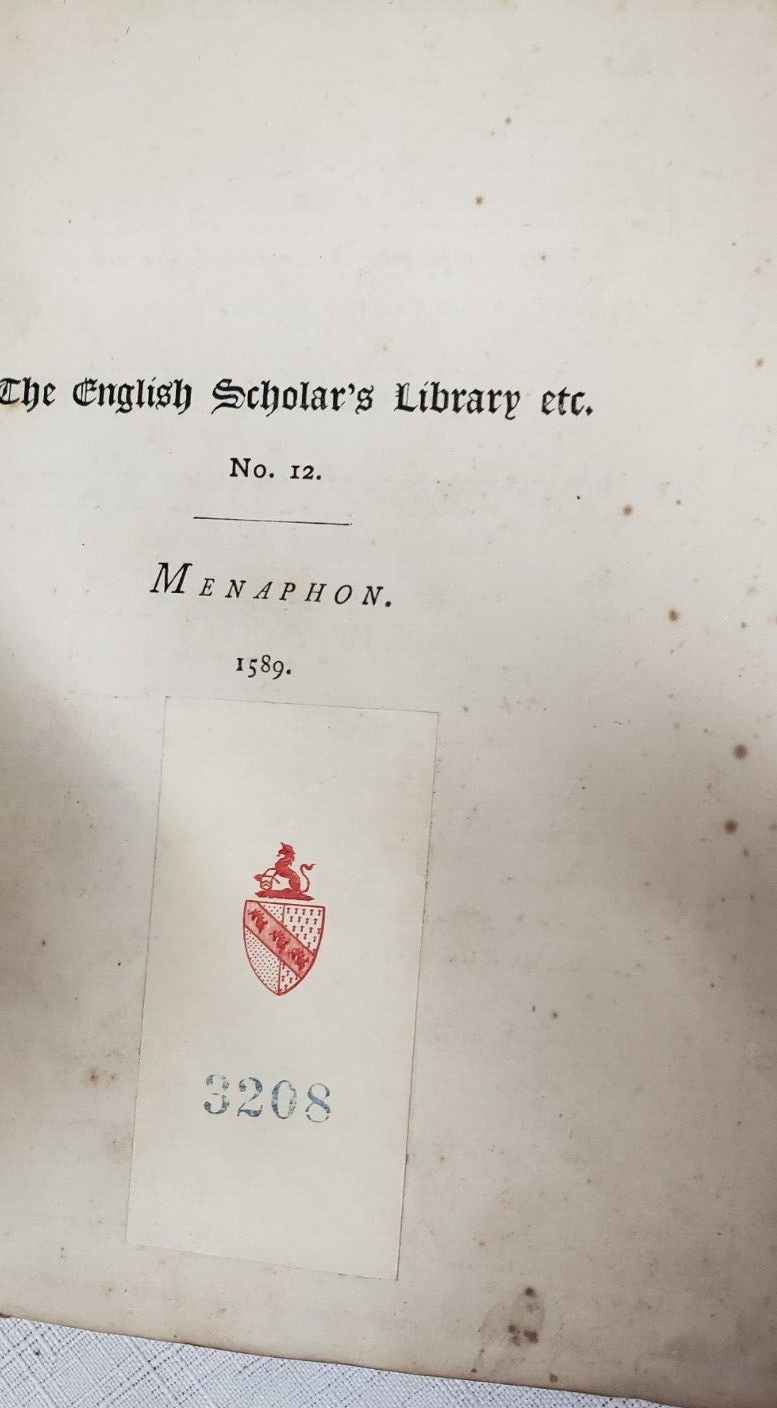 The English Scholar's Library etc.
No. 12.
MENAPHON.
1589.
3208